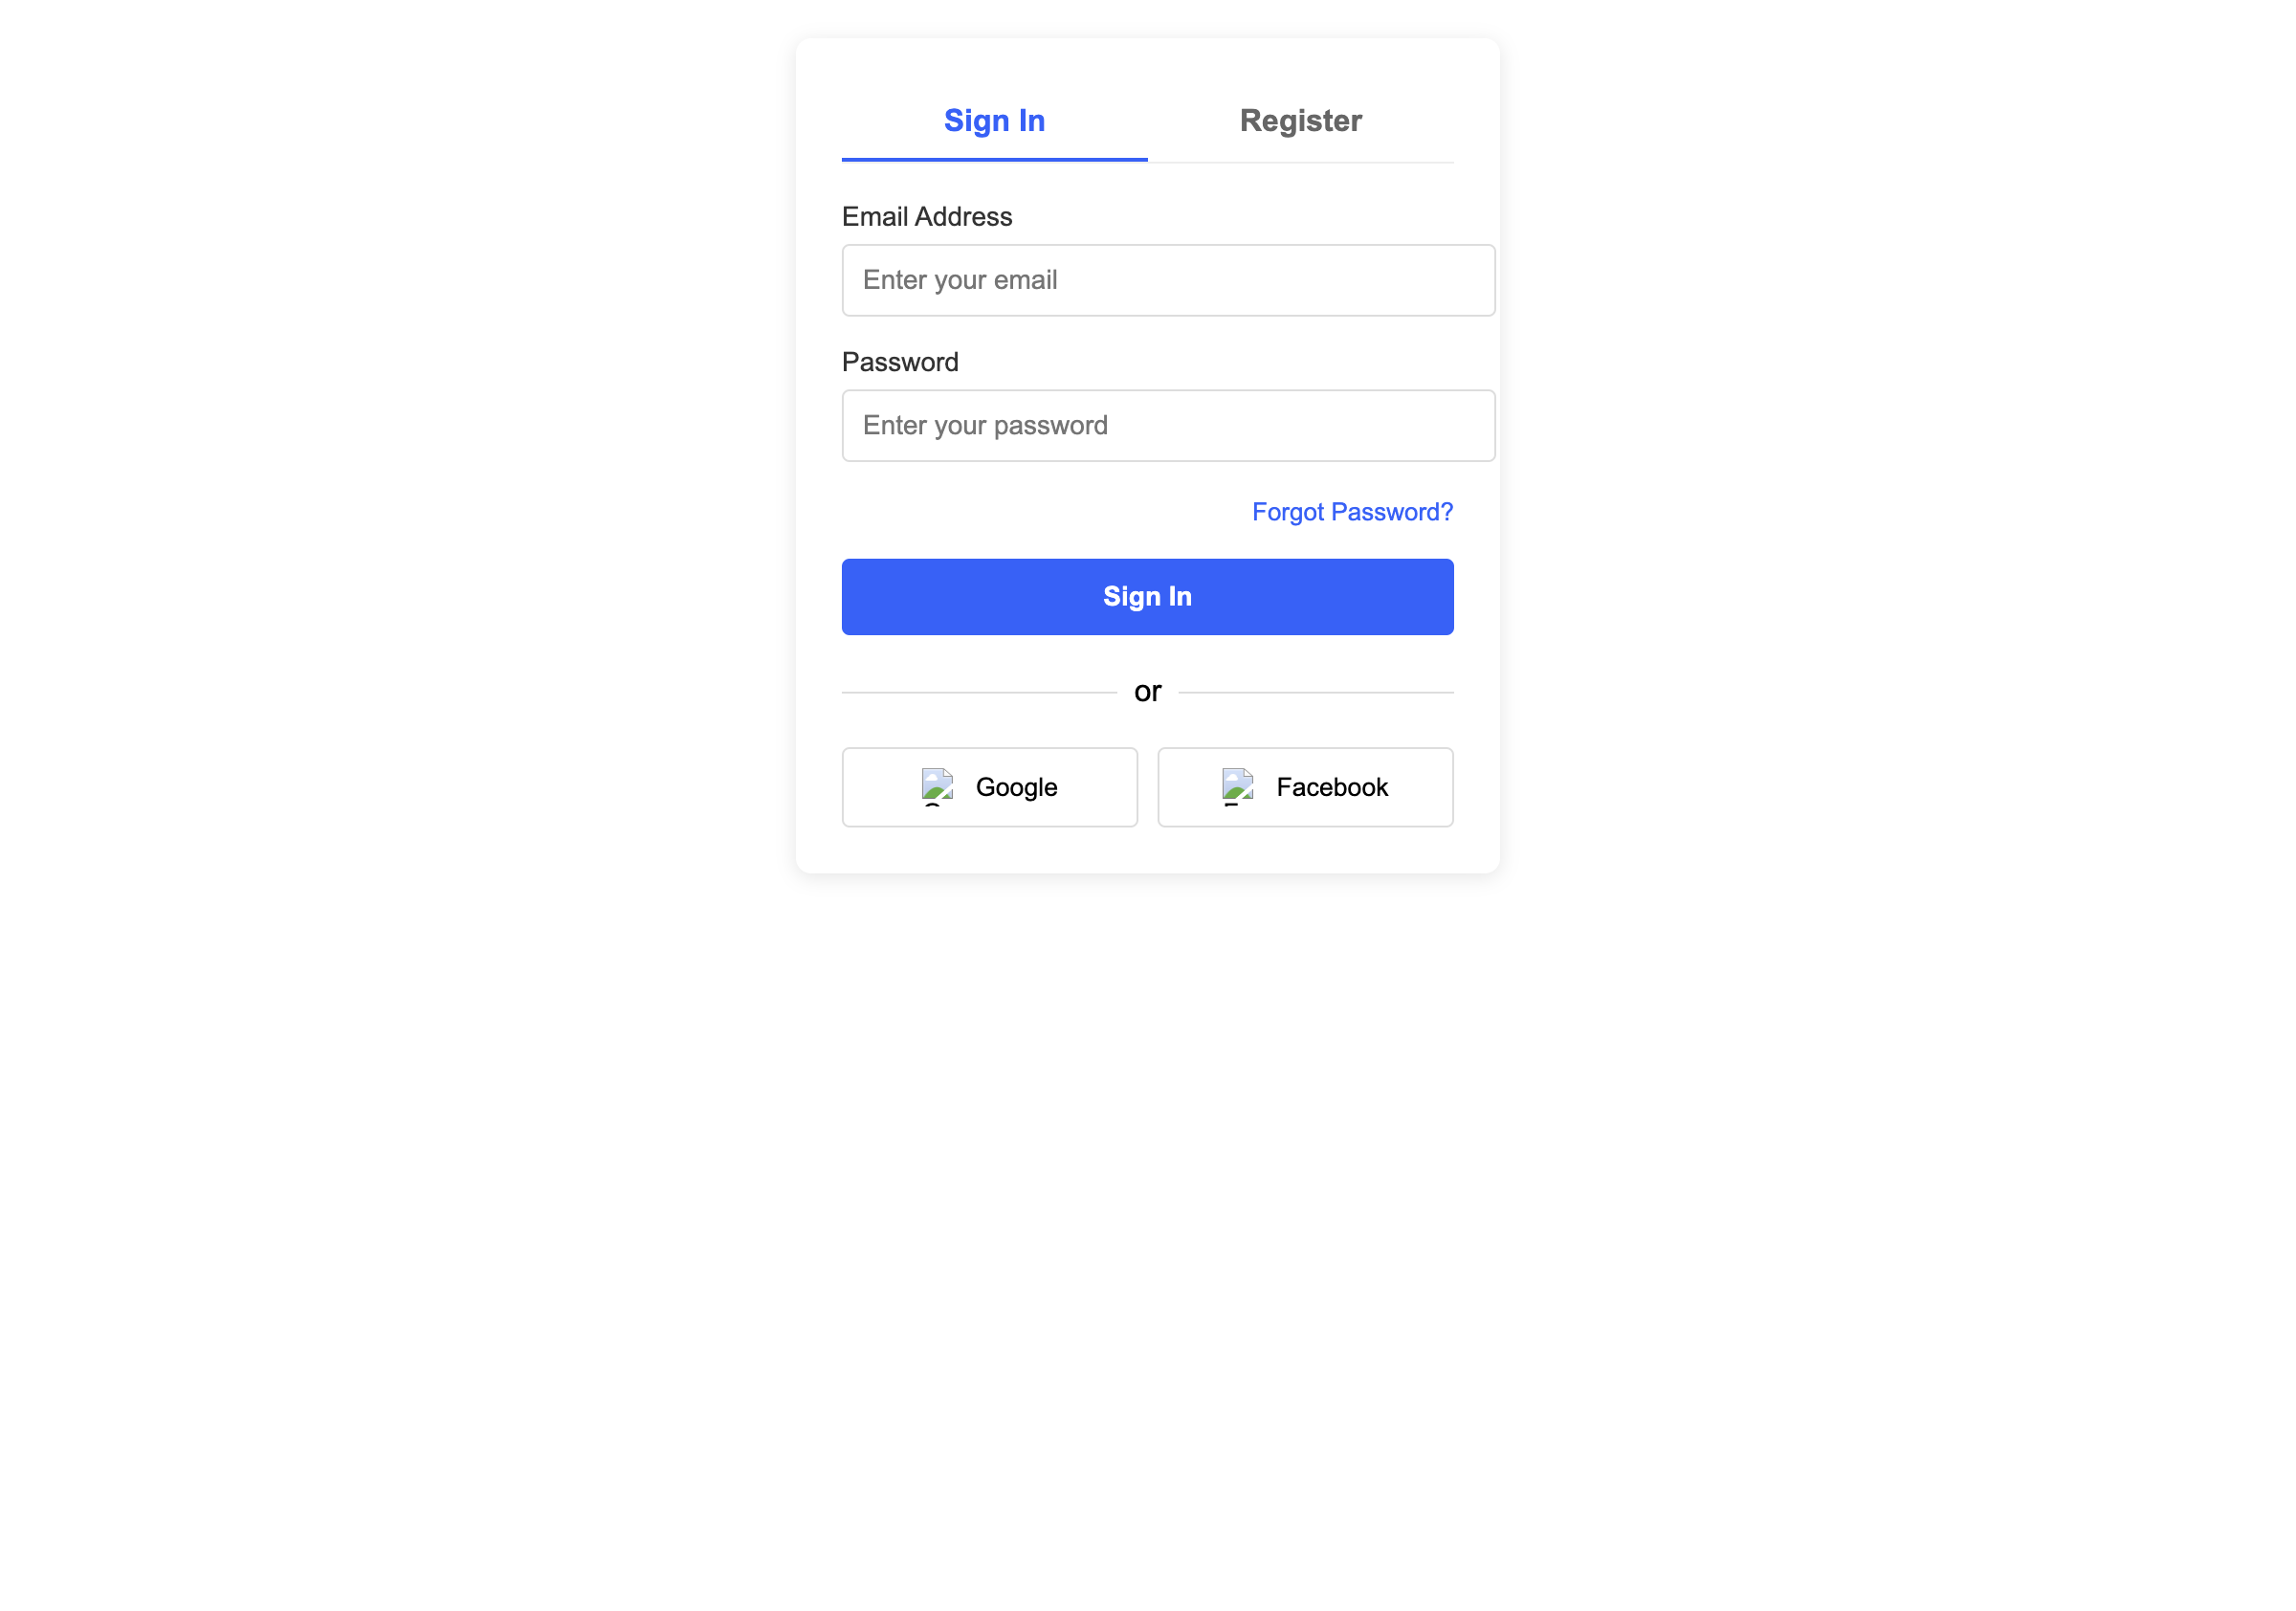 Sign In Register
Email Address
Enter your email
Password
Enter your password
Forgot Password?
Sign In
or
Google Facebook